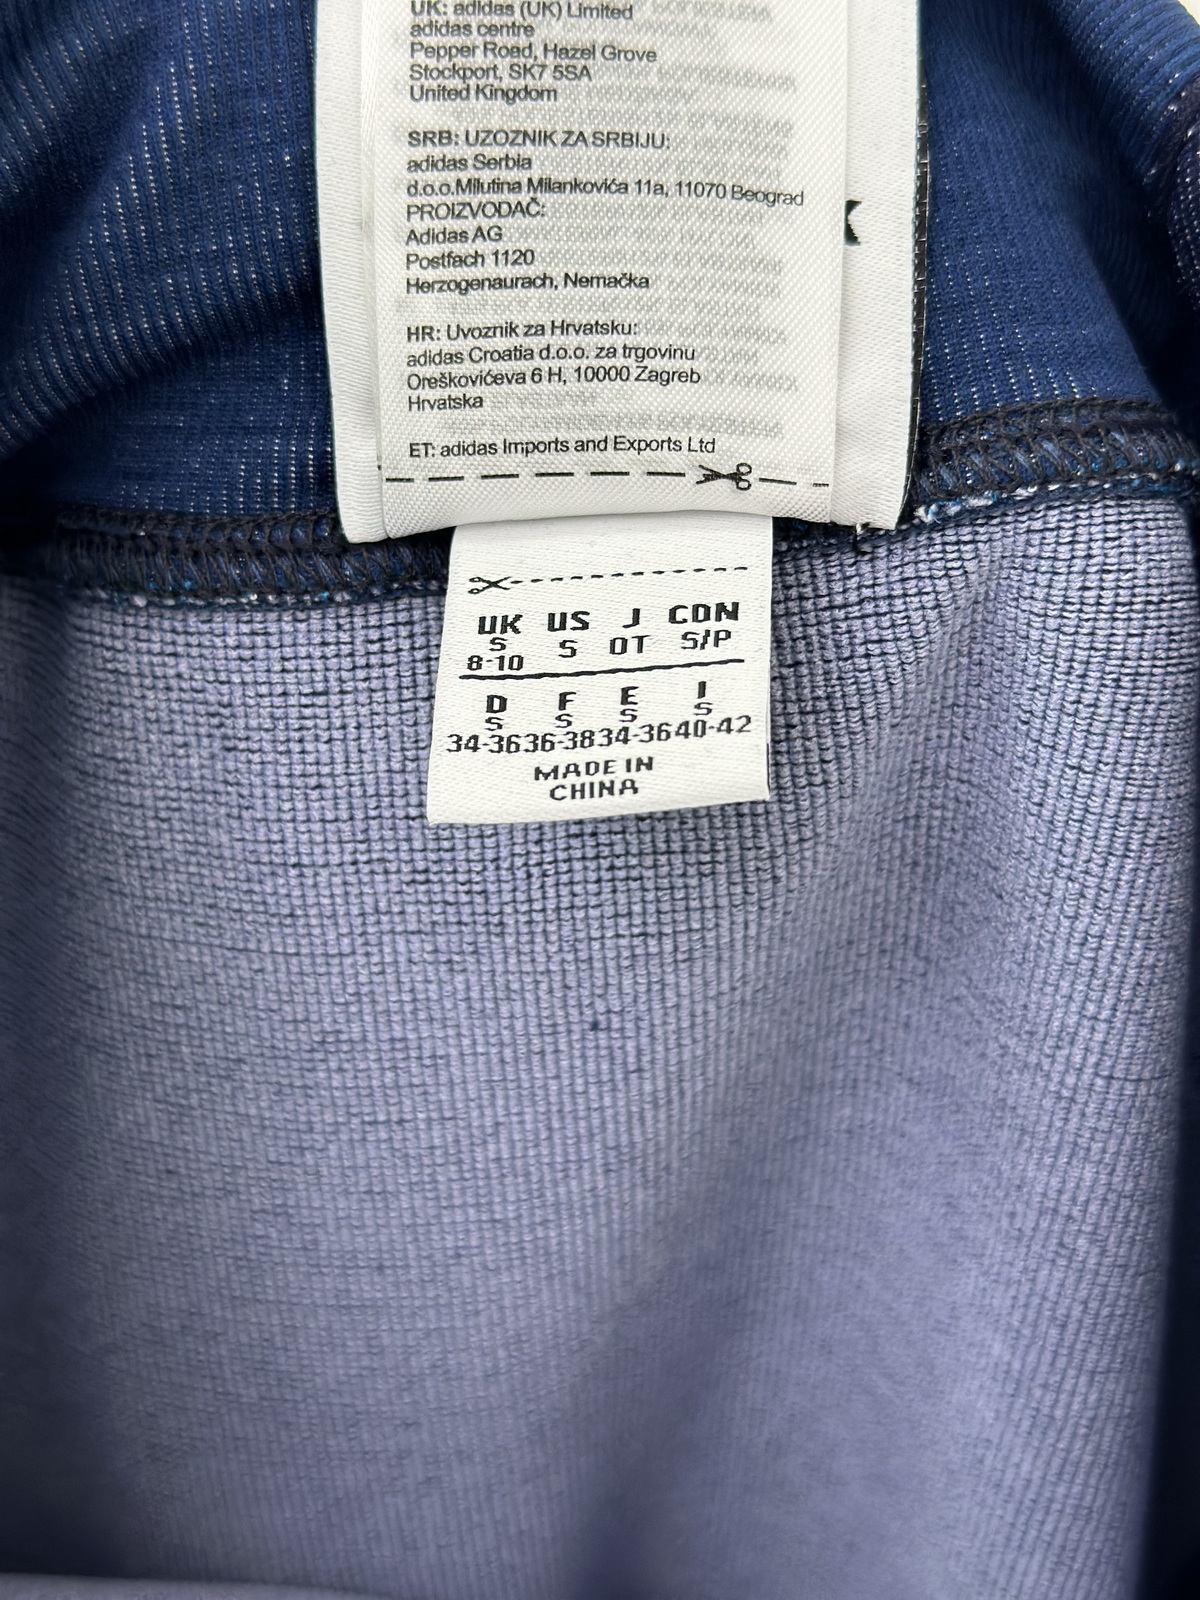 UK: adidas (UK) Limited
adidas centre
Pepper Road, Hazel Grove
Stockport, SK7 5SA
United Kingdom
SRB: UZOZNIK ZA SRBIJU:
adidas Serbia
d.o.o.Milutina Milankovića 11a, 11070 Beograd
PROIZVODAČ:
Adidas AG
Postfach 1120
Herzogenaurach, Nemačka
HR: Uvoznik za Hrvatsku:
adidas Croatia d.o.o. za trgovinu
Oreškovićeva 6 H, 10000 Zagreb
Hrvatska
ET: adidas Imports and Exports Ltd
UK US J CDN
S S OT S/P
8-10
D F E I
S S S S
34-36 36-38 34-36 40-42
MADE IN
CHINA